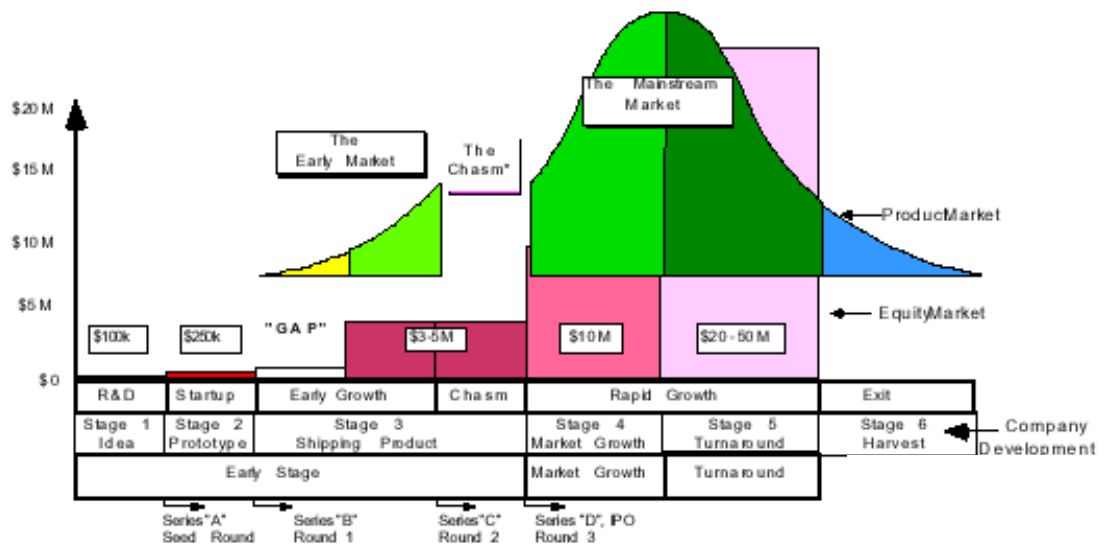 The Mainstream
Market
$20 M
The
Early Market
The
Chasm*
$15 M
ProducMarket
$10 M
$5 M
EquityMarket
"GAP"
$100k
$250k
$3-5M
$10M
$20-50M
$0
R&D
Startup
Early Growth
Chasm
Rapid Growth
Exit
Stage 1
Idea
Stage 2
Prototype
Stage 3
Shipping Product
Stage 4
Market Growth
Stage 5
Turnaround
Stage 6
Harvest
Company
Development
Early Stage
Market Growth
Turnaround
Series"A"
Seed Round
Series"B"
Round 1
Series"C"
Round 2
Series "D", IPO
Round 3